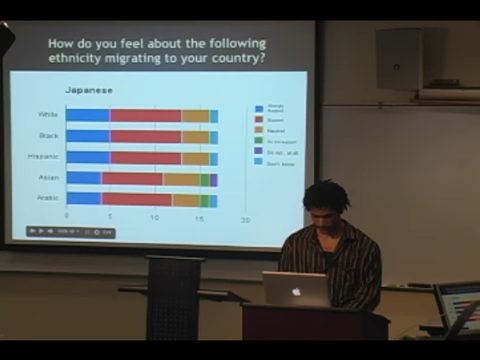 How do you feel about the following
ethnicity migrating to your country?
Japanese
White
Black
Hispanic
Asian
Arabic
0 5 10 15 20
Strongly
Support
Support
Neutral
Do not support
Don't know